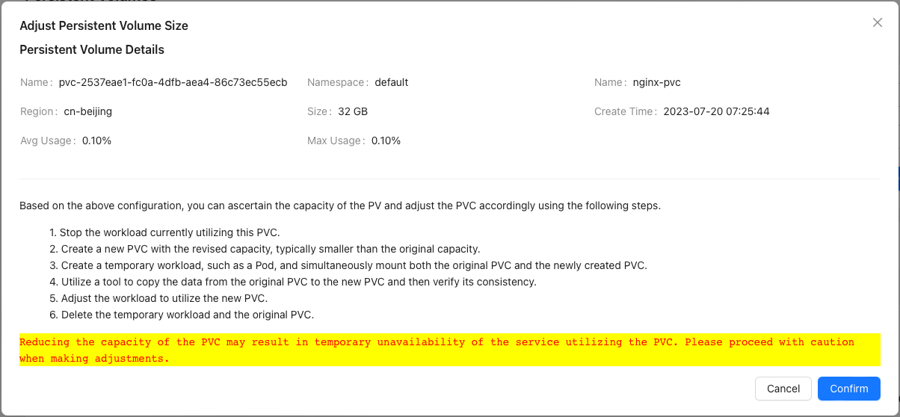 Adjust Persistent Volume Size
Persistent Volume Details
Name: pvc-2537eae1-fc0a-4dfb-aea4-86c73ec55ecb Namespace: default Name: nginx-pvc
Region: cn-beijing Size: 32 GB Create Time: 2023-07-20 07:25:44
Avg Usage: 0.10% Max Usage: 0.10%
Based on the above configuration, you can ascertain the capacity of the PV and adjust the PVC accordingly using the following steps.
1. Stop the workload currently utilizing this PVC.
2. Create a new PVC with the revised capacity, typically smaller than the original capacity.
3. Create a temporary workload, such as a Pod, and simultaneously mount both the original PVC and the newly created PVC.
4. Utilize a tool to copy the data from the original PVC to the new PVC and then verify its consistency.
5. Adjust the workload to utilize the new PVC.
6. Delete the temporary workload and the original PVC.
Reducing the capacity of the PVC may result in temporary unavailability of the service utilizing the PVC. Please proceed with caution
when making adjustments.
Cancel Confirm